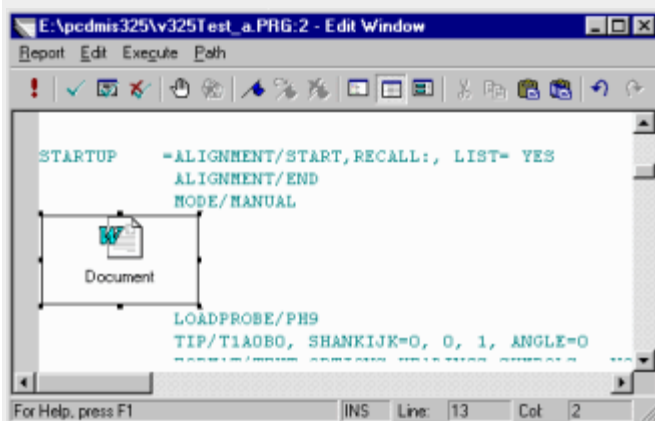 E:\pcdmis325\v325Test_a.PRG:2 - Edit Window
Report Edit Execute Path
STARTUP =ALIGNMENT/START,RECALL:, LIST= YES
ALIGNMENT/END
MODE/MANUAL
W
Document
LOADPROBE/PH9
TIP/T1A0B0, SHANKIJK=0, 0, 1, ANGLE=0
For Help, press F1 INS Line: 13 Col: 2